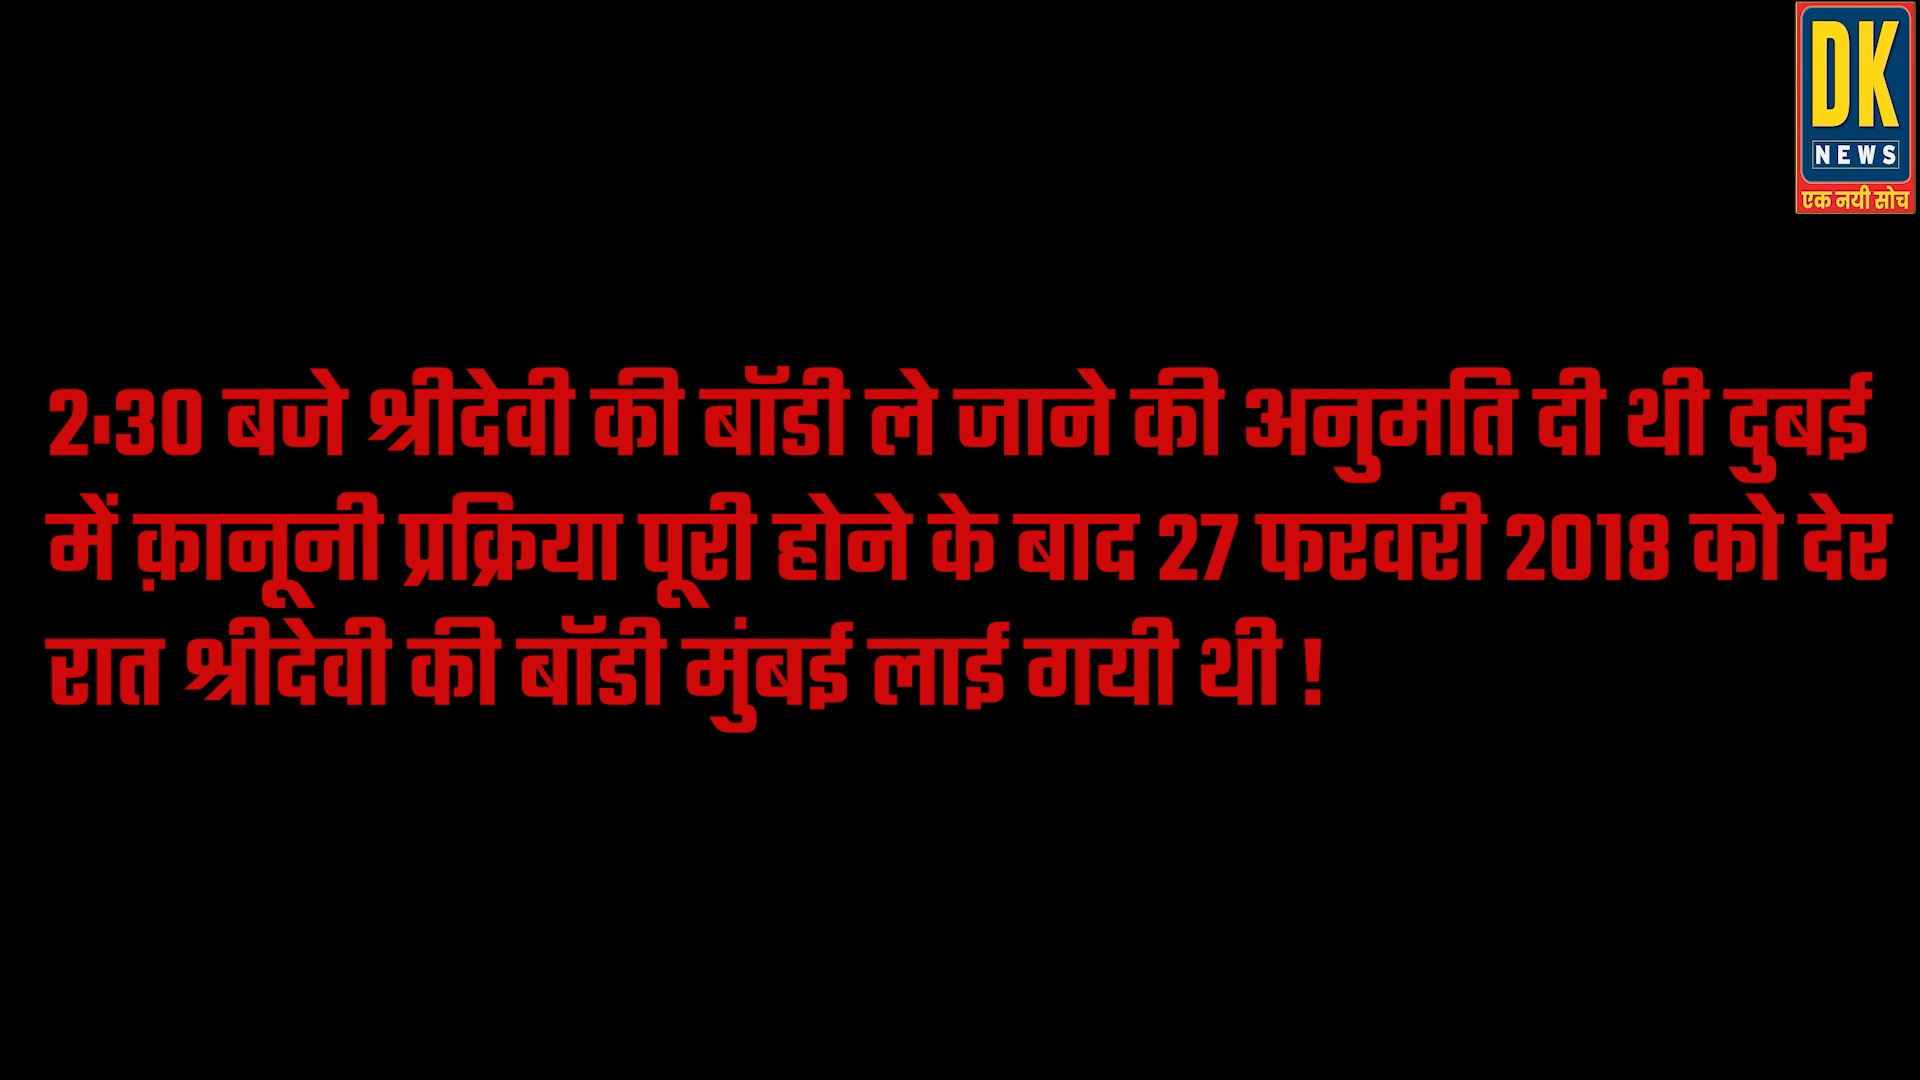 DK
NEWS
एक नयी सोच
2:30 बजे श्रीदेवी की बॉडी ले जाने की अनुमति दी थी दुबई
में क़ानूनी प्रक्रिया पूरी होने के बाद 27 फरवरी 2018 को देर
रात श्रीदेवी की बॉडी मुंबई लाई गयी थी !